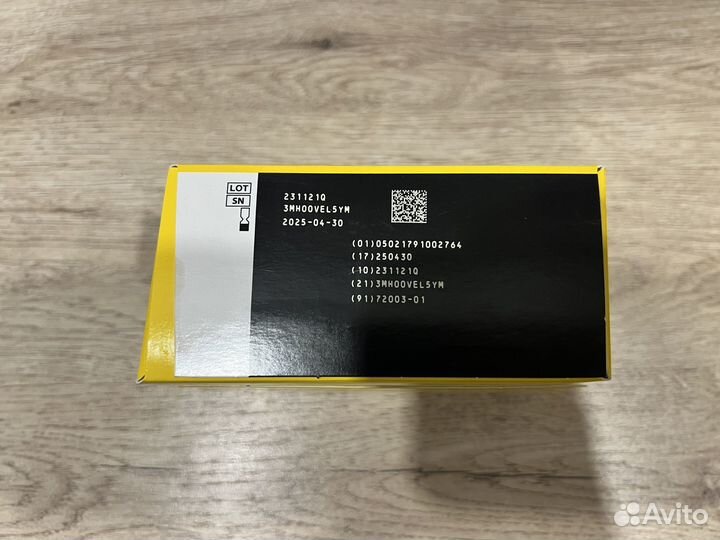 LOT
SN
231121Q
3MH00VEL5YM
2025-04-30
(01)05021791002764
(17)250430
(10)231121Q
(21)3MH00VEL5YM
(91)72003-01
Avito